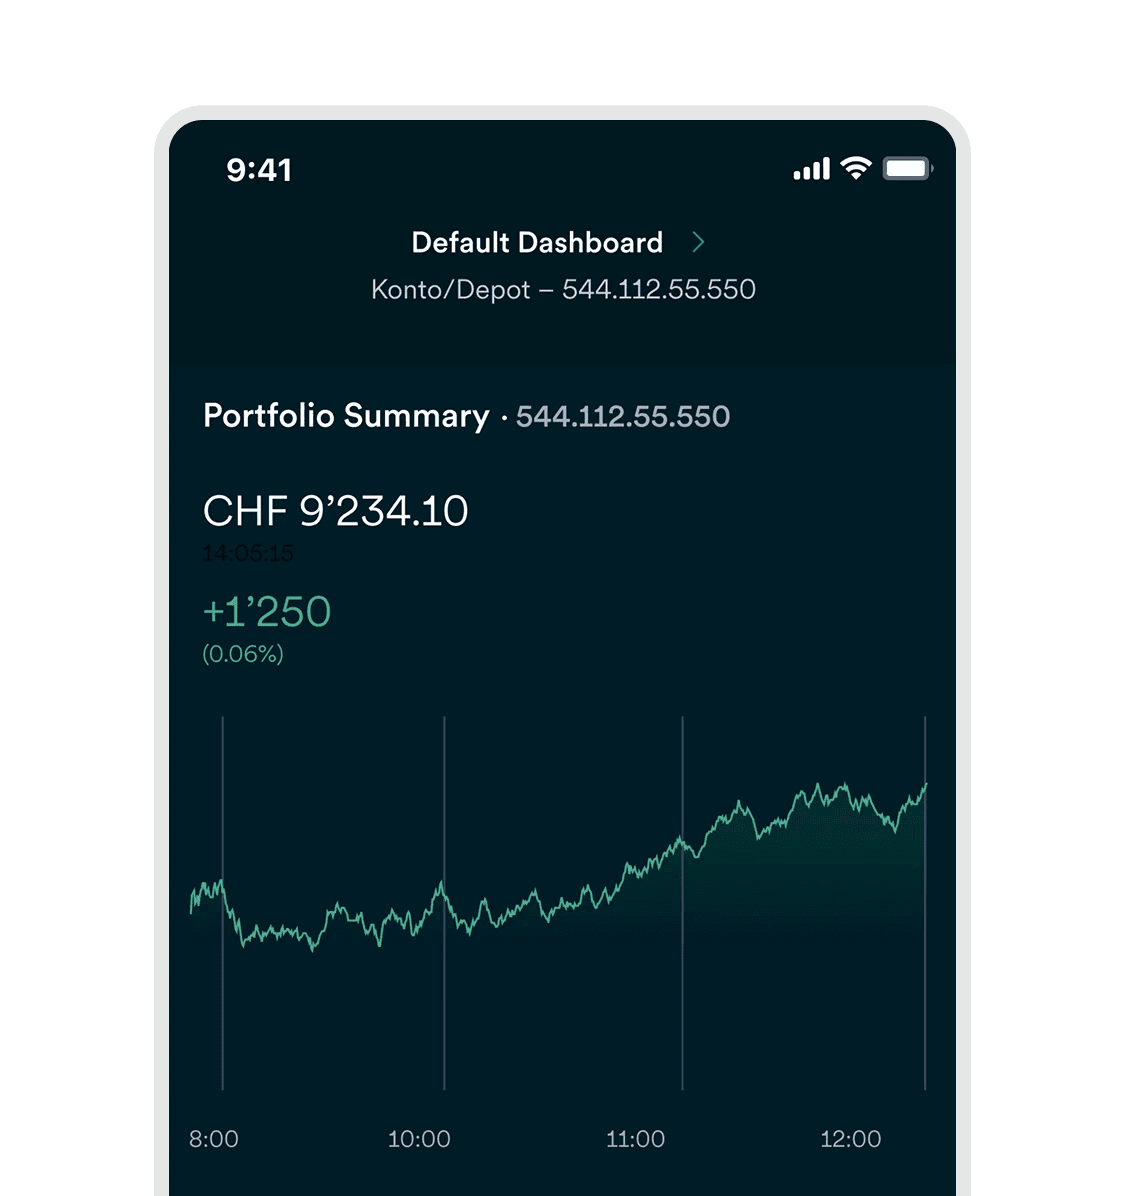 9:41
Default Dashboard
Konto/Depot – 544.112.55.550
Portfolio Summary · 544.112.55.550
CHF 9’234.10
14:05:15
+1’250
(0.06%)
8:00 10:00 11:00 12:00